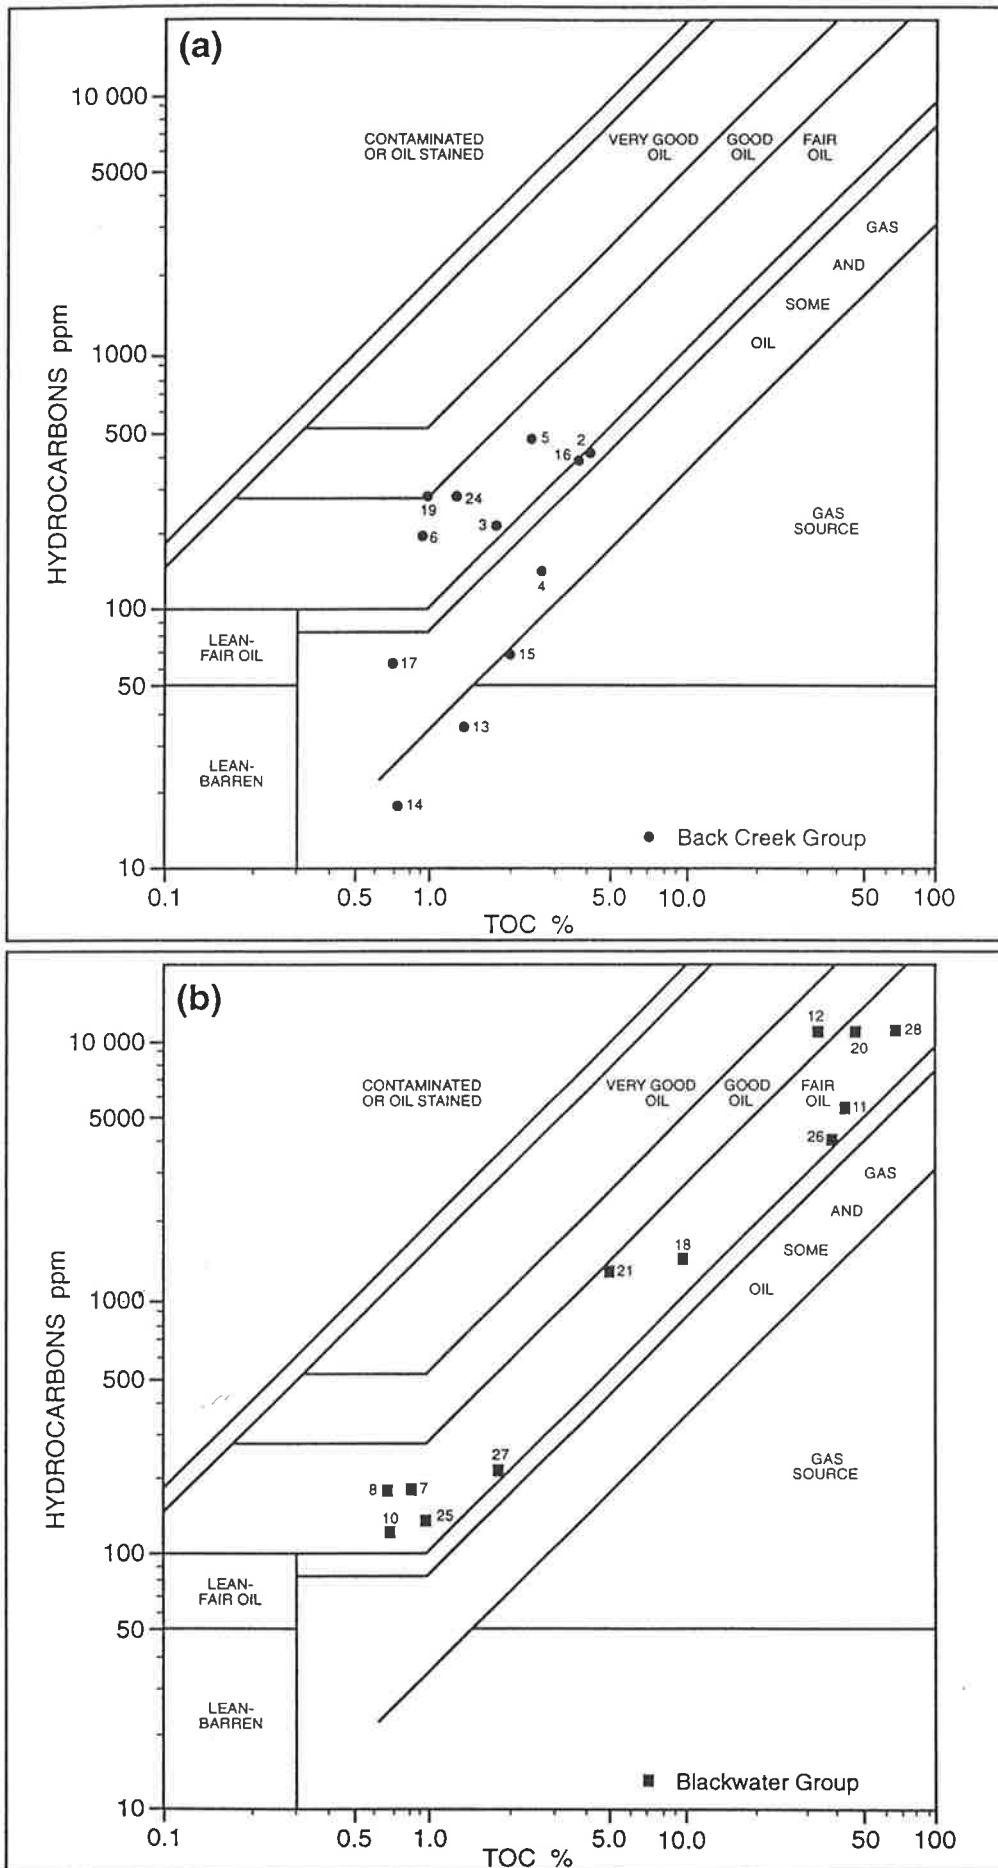 (a)
10 000
5000
1000
500
100
50
10
HYDROCARBONS ppm
CONTAMINATED
OR OIL STAINED
VERY GOOD
OIL
GOOD
OIL
FAIR
OIL
GAS
AND
SOME
OIL
GAS
SOURCE
5
2
16
24
19
3
6
4
17
15
13
14
LEAN-
FAIR OIL
LEAN-
BARREN
Back Creek Group
0.1 0.5 1.0 5.0 10.0 50 100
TOC %
(b)
10 000
5000
1000
500
100
50
10
HYDROCARBONS ppm
CONTAMINATED
OR OIL STAINED
VERY GOOD
OIL
GOOD
OIL
FAIR
OIL
GAS
AND
SOME
OIL
GAS
SOURCE
12
28
20
11
26
18
21
27
8
7
25
10
LEAN-
FAIR OIL
LEAN-
BARREN
Blackwater Group
0.1 0.5 1.0 5.0 10.0 50 100
TOC %